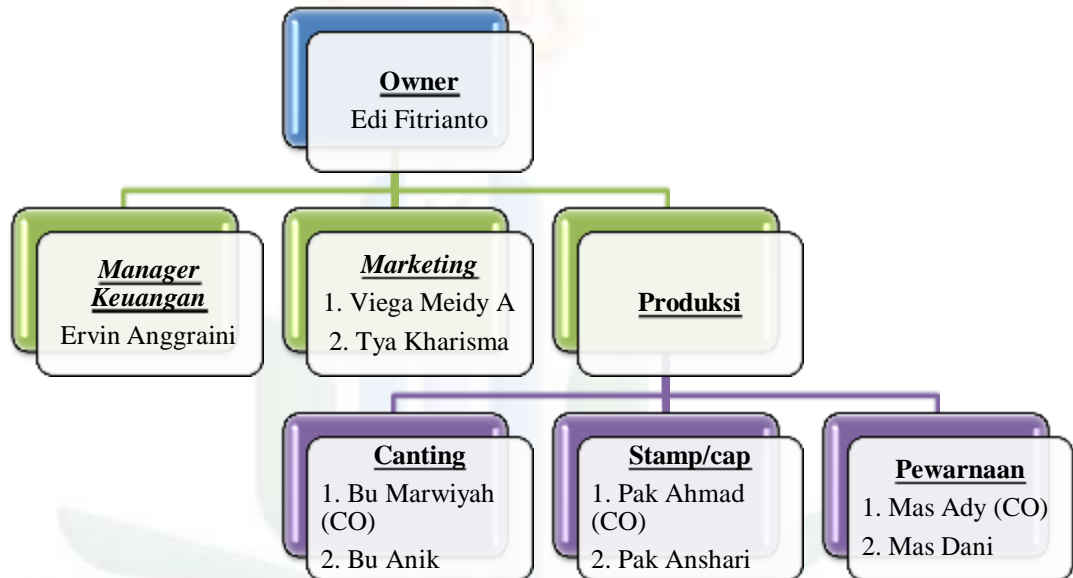 Owner
Edi Fitrianto
Manager
Keuangan
Ervin Anggraini
Marketing
1. Viega Meidy A
2. Tya Kharisma
Produksi
Canting
1. Bu Marwiyah
(CO)
2. Bu Anik
Stamp/cap
1. Pak Ahmad
(CO)
2. Pak Anshari
Pewarnaan
1. Mas Ady (CO)
2. Mas Dani